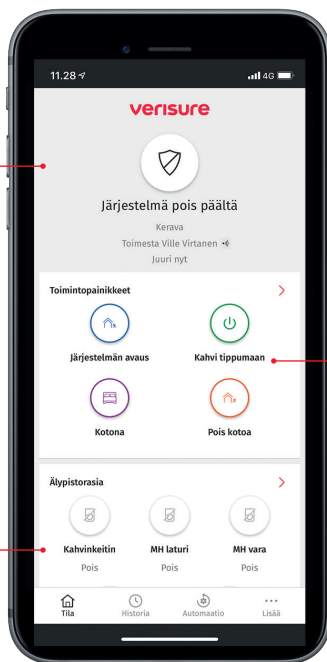 11.28
4G
verisure
Järjestelmä pois päältä
Kerava
Toimesta Ville Virtanen
Juuri nyt
Toimintopainikkeet
Järjestelmän avaus
Kahvi tippumaan
Kotona
Pois kotoa
Älypistorasia
Kahvinkeitin
MH laturi
MH vara
Pois
Pois
Pois
Tila
Historia
Automaatio
Lisää